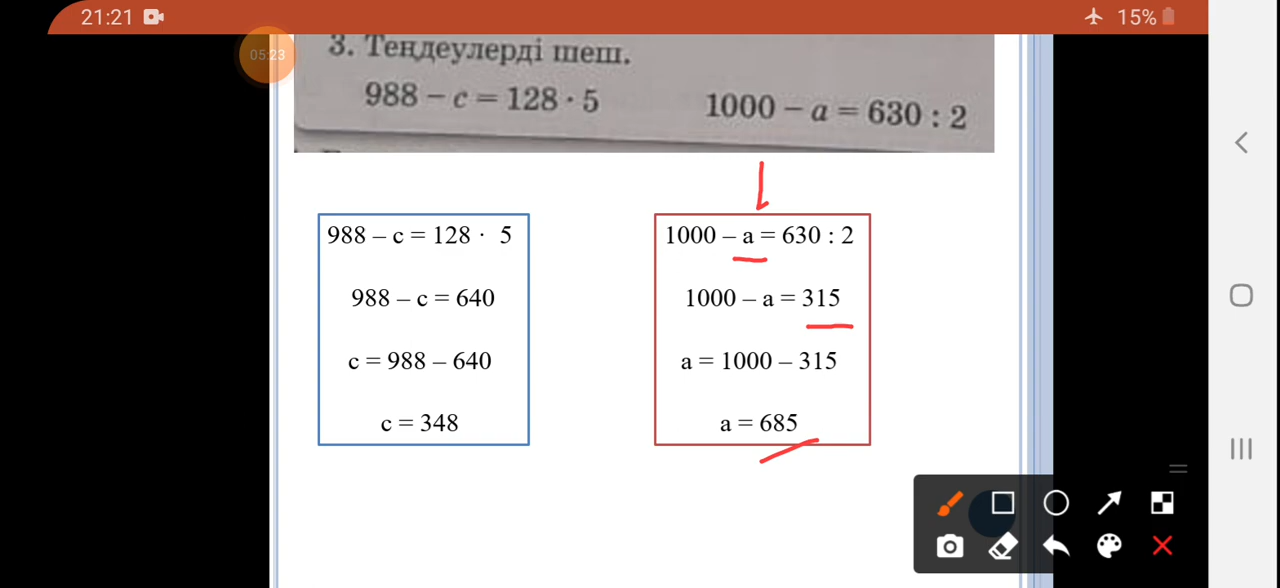 21:21
15%
05:23
3. Теңдеулерді шеш.
988 – c = 128 · 5
1000 – a = 630 : 2
988 – c = 128 · 5
988 – c = 640
c = 988 – 640
c = 348
1000 – a = 630 : 2
1000 – a = 315
a = 1000 – 315
a = 685